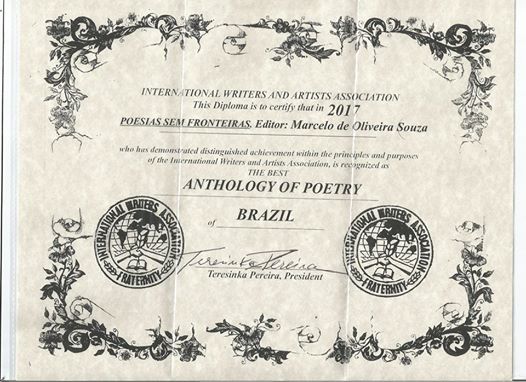 INTERNATIONAL WRITERS AND ARTISTS ASSOCIATION
This Diploma is to certify that in 2017
POESIAS SEM FRONTEIRAS. Editor: Marcelo de Oliveira Souza
who has demonstrated distinguished achievement within the principles and purposes
of the International Writers and Artists Association, is recognized as
THE BEST
ANTHOLOGY OF POETRY
of BRAZIL
INTERNATIONAL WRITERS ASSOCIATION
FRATERNITY
Teresinka Pereira
Teresinka Pereira, President
INTERNATIONAL WRITERS ASSOCIATION
FRATERNITY